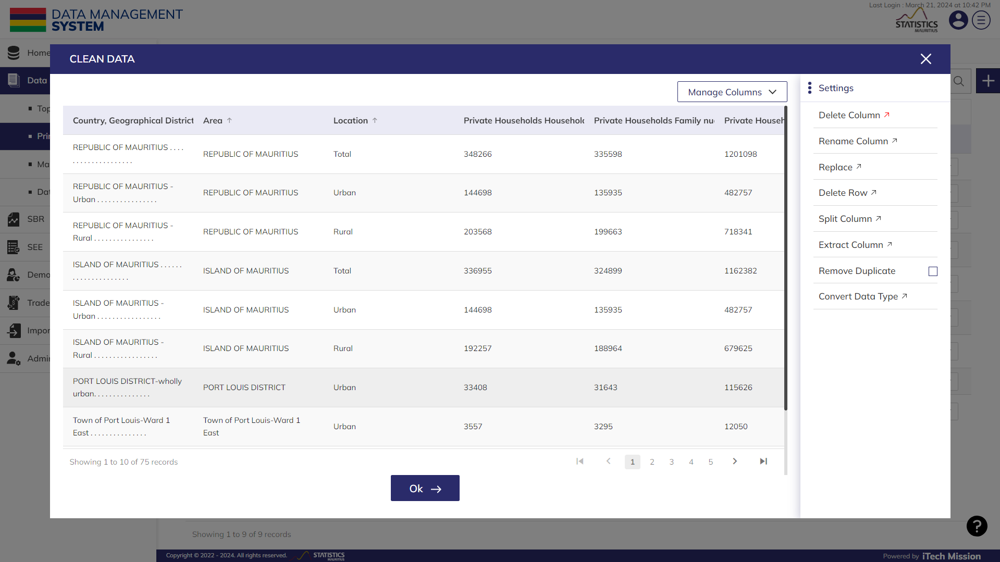 Last Login : March 21, 2024 at 10:42 PM
DATA MANAGEMENT
SYSTEM
STATISTICS
MAURITIUS
Home
CLEAN DATA
Data
Manage Columns
Settings
Country, Geographical District
Area
Location
Private Households Househol
Private Households Family nu
Private Househ
Delete Column
Rename Column
Replace
Delete Row
Split Column
Extract Column
Remove Duplicate
Convert Data Type
REPUBLIC OF MAURITIUS . . . .
. . . . . . . . . . . . . . . .
REPUBLIC OF MAURITIUS
Total
348266
335598
1201098
REPUBLIC OF MAURITIUS -
Urban . . . . . . . . . . . . . . . .
REPUBLIC OF MAURITIUS
Urban
144698
135935
482757
REPUBLIC OF MAURITIUS -
Rural . . . . . . . . . . . . . . . .
REPUBLIC OF MAURITIUS
Rural
203568
199663
718341
ISLAND OF MAURITIUS . . . . . .
. . . . . . . . . . . . . . .
ISLAND OF MAURITIUS
Total
336955
324899
1162382
ISLAND OF MAURITIUS -
Urban . . . . . . . . . . . . . . . . .
ISLAND OF MAURITIUS
Urban
144698
135935
482757
ISLAND OF MAURITIUS -
Rural . . . . . . . . . . . . . . . . .
ISLAND OF MAURITIUS
Rural
192257
188964
679625
PORT LOUIS DISTRICT-wholly
urban. . . . . . . . . . . . . . .
PORT LOUIS DISTRICT
Urban
33408
31643
115626
Town of Port Louis-Ward 1
East . . . . . . . . . . . . . . .
Town of Port Louis-Ward 1
East
Urban
3557
3295
12050
Top
Pri
Ma
Dat
SBR
SEE
Demo
Trade
Impor
Admi
Showing 1 to 10 of 75 records
1 2 3 4 5
Ok
Showing 1 to 9 of 9 records
?
Copyright © 2022 - 2024. All rights reserved.
STATISTICS
MAURITIUS
Powered by iTech Mission